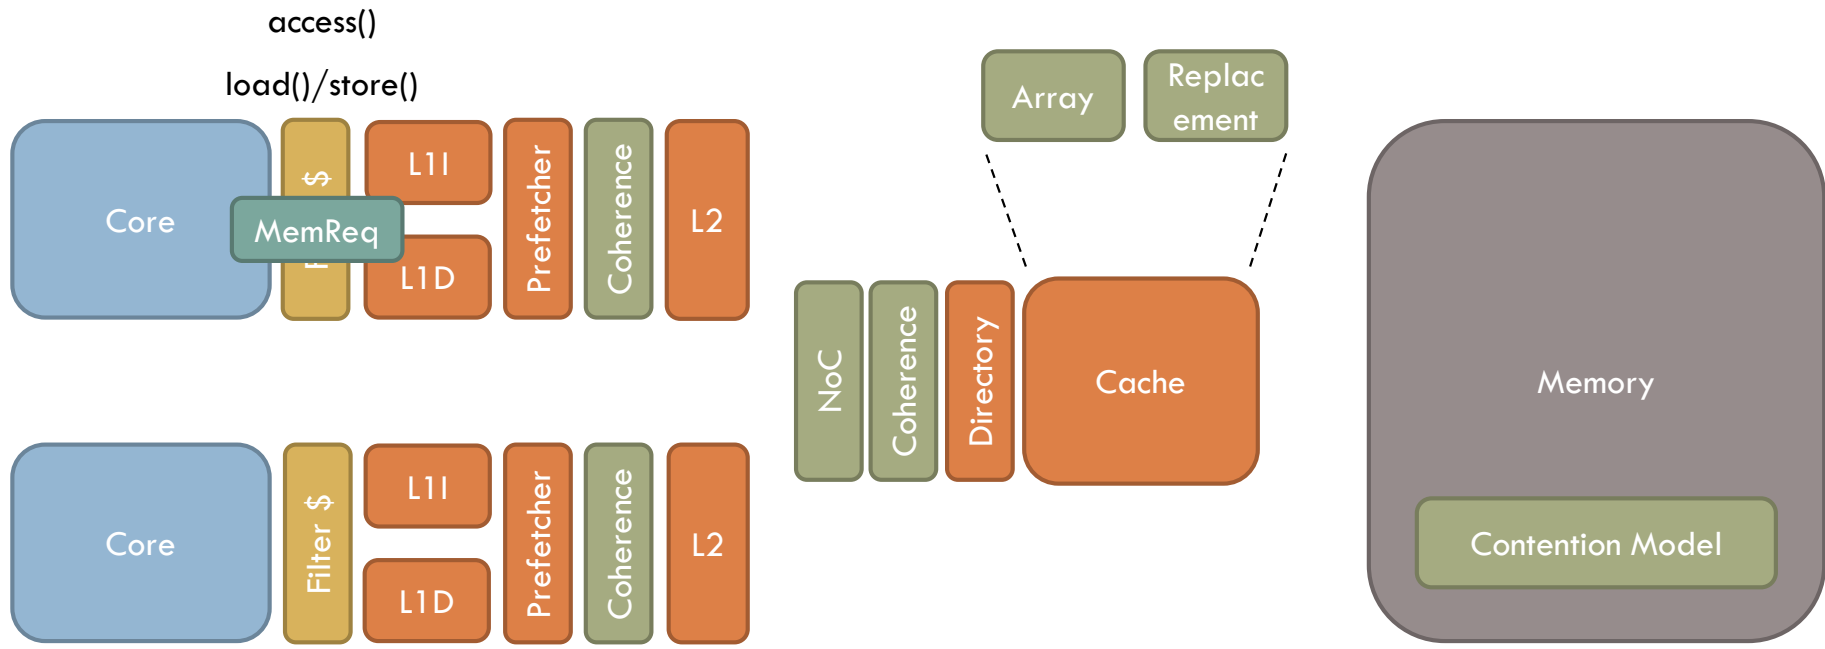 access()
load()/store()
Array
Replac
ement
Core
$
MemReq
L1I
L1D
Prefetcher
Coherence
L2
NoC
Coherence
Directory
Cache
Memory
Contention Model
Core
Filter $
L1I
L1D
Prefetcher
Coherence
L2